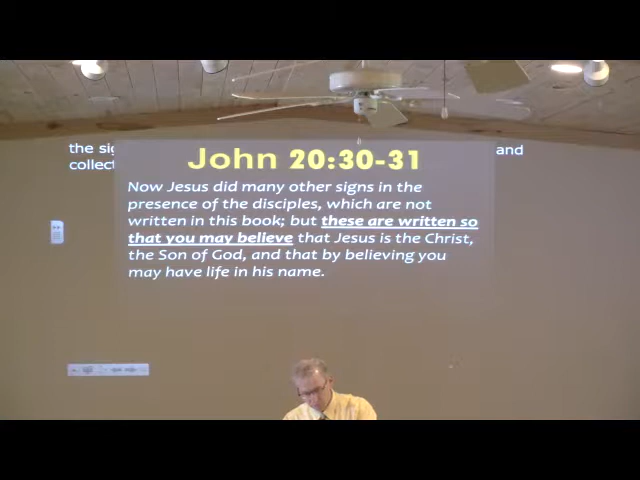 the sig
and
collect
John 20:30-31
Now Jesus did many other signs in the
presence of the disciples, which are not
written in this book; but these are written so
that you may believe that Jesus is the Christ,
the Son of God, and that by believing you
may have life in his name.